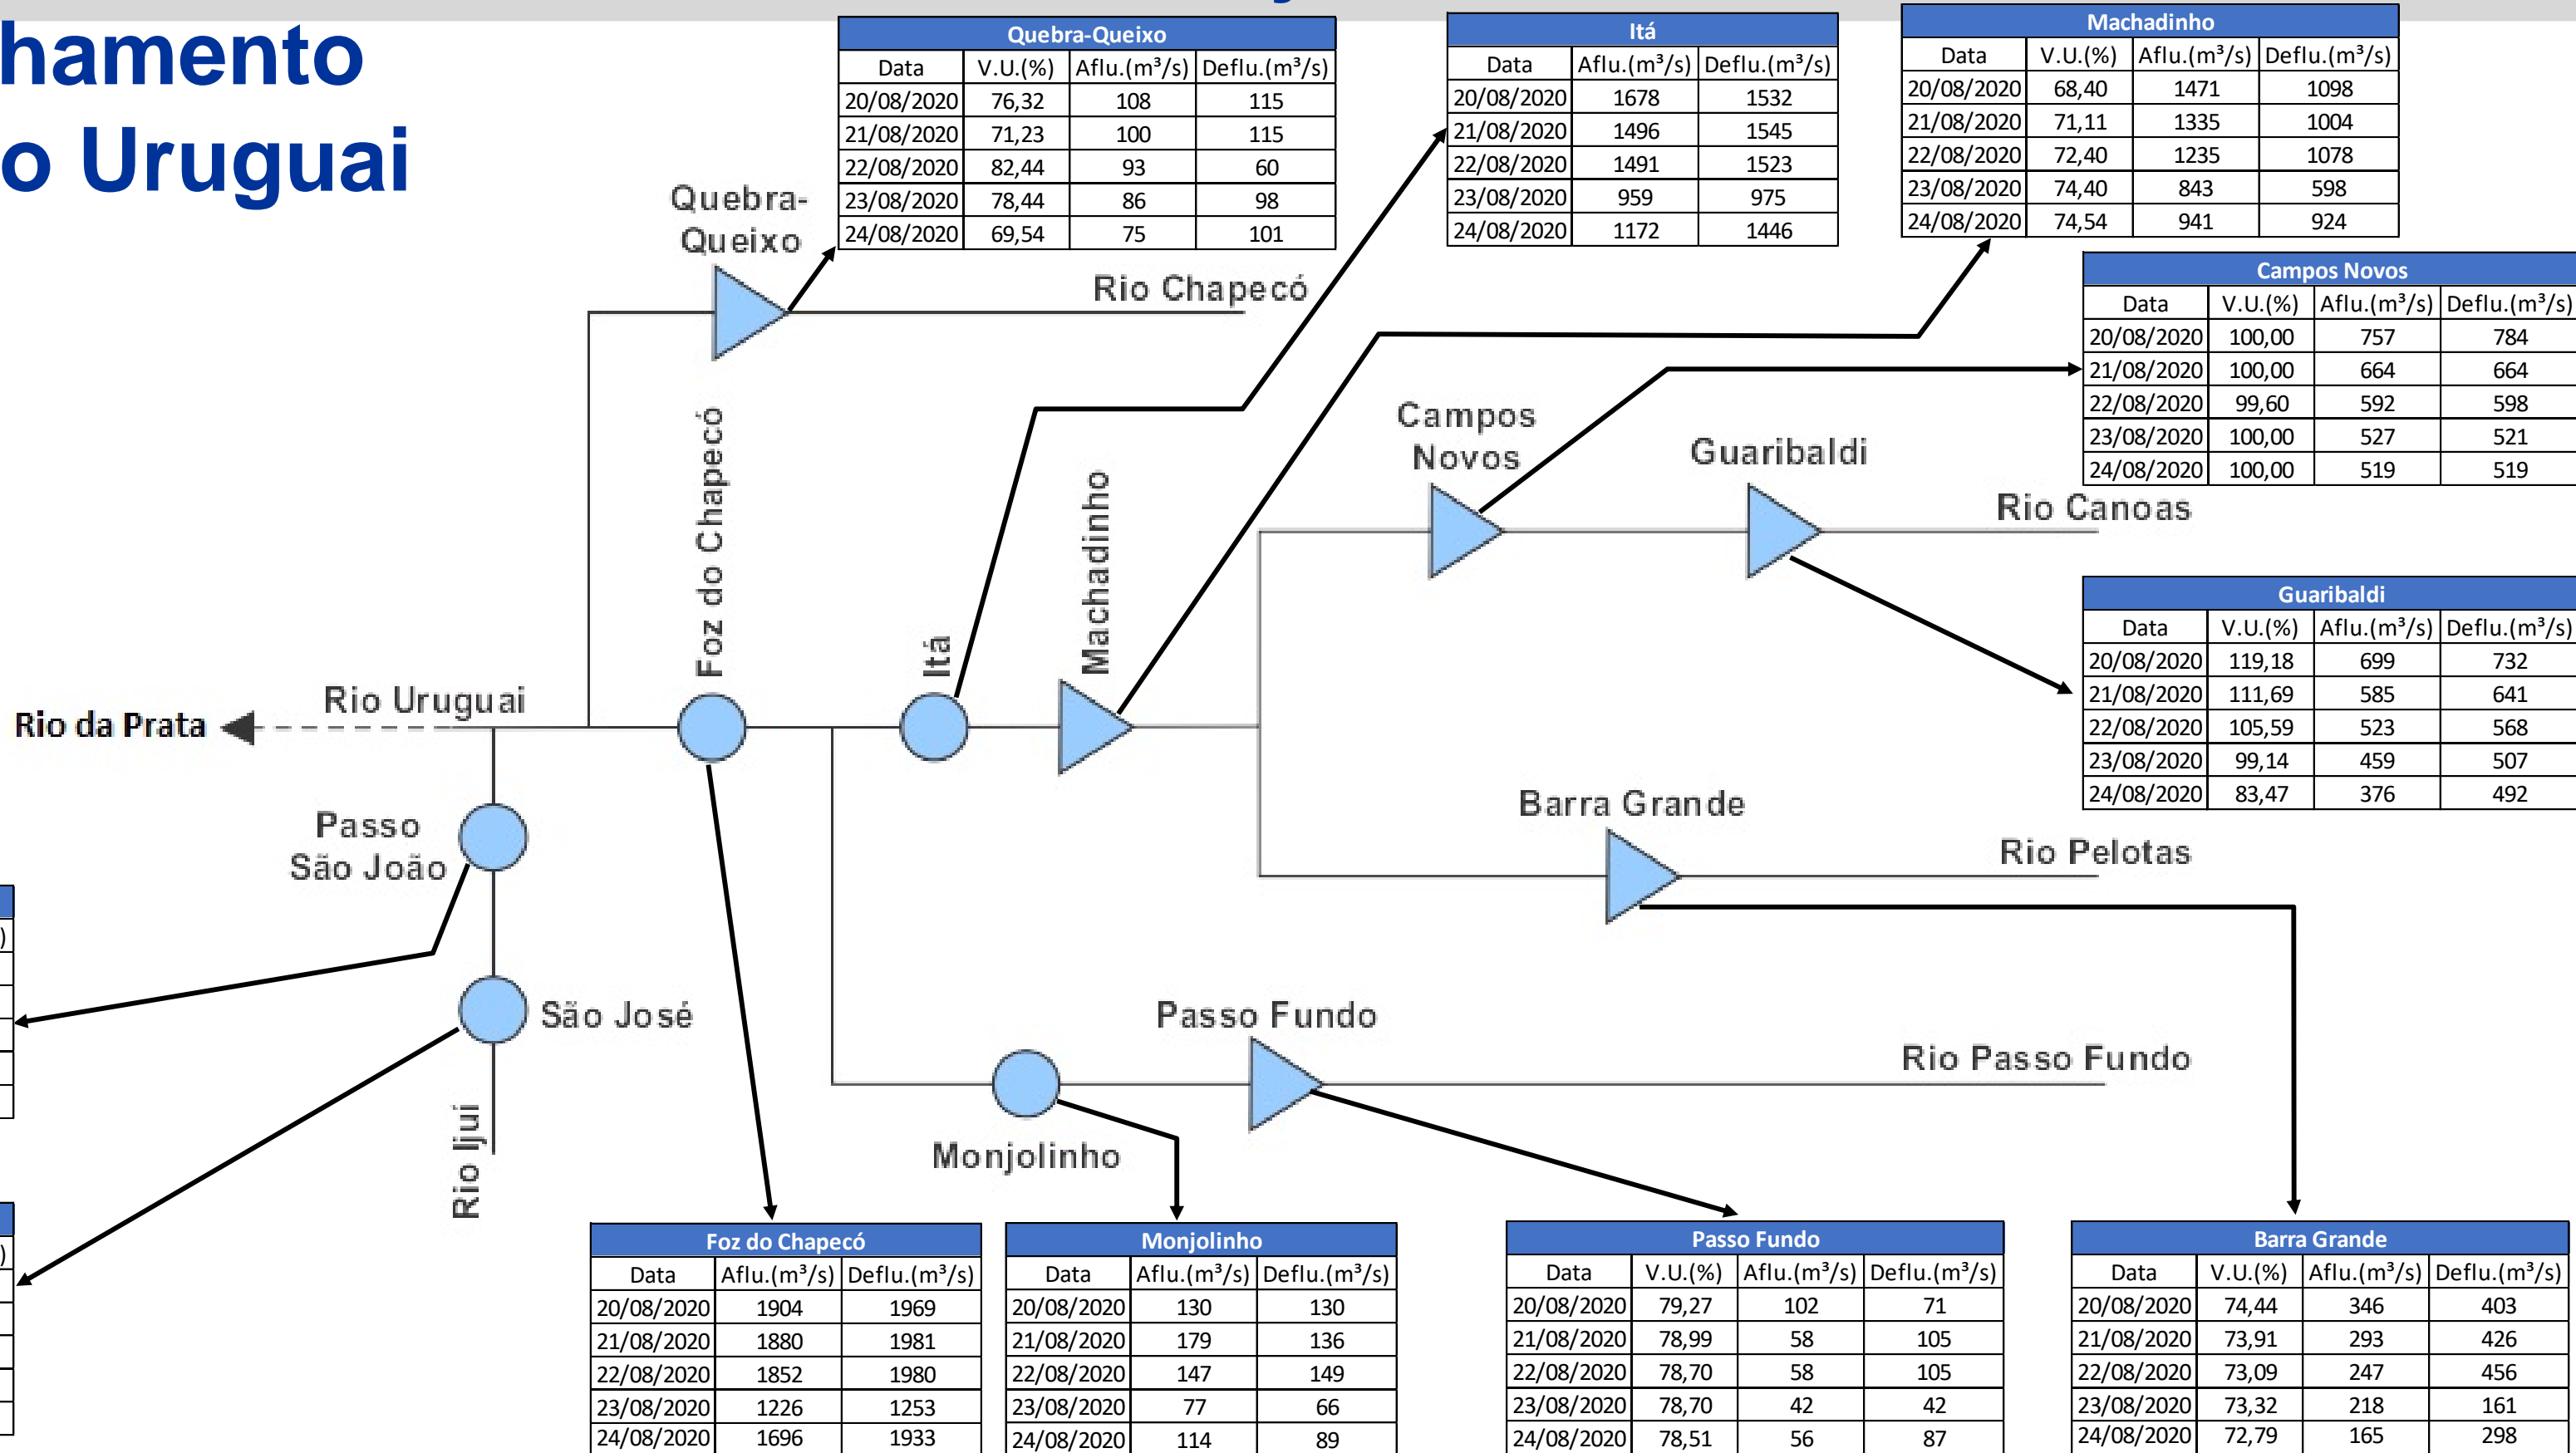 hamento
o Uruguai
Quebra-Queixo
Data V.U.(%) Aflu.(m³/s) Deflu.(m³/s)
20/08/2020 76,32 108 115
21/08/2020 71,23 100 115
22/08/2020 82,44 93 60
23/08/2020 78,44 86 98
24/08/2020 69,54 75 101
Itá
Data Aflu.(m³/s) Deflu.(m³/s)
20/08/2020 1678 1532
21/08/2020 1496 1545
22/08/2020 1491 1523
23/08/2020 959 975
24/08/2020 1172 1446
Machadinho
Data V.U.(%) Aflu.(m³/s) Deflu.(m³/s)
20/08/2020 68,40 1471 1098
21/08/2020 71,11 1335 1004
22/08/2020 72,40 1235 1078
23/08/2020 74,40 843 598
24/08/2020 74,54 941 924
Campos Novos
Data V.U.(%) Aflu.(m³/s) Deflu.(m³/s)
20/08/2020 100,00 757 784
21/08/2020 100,00 664 664
22/08/2020 99,60 592 598
23/08/2020 100,00 527 521
24/08/2020 100,00 519 519
Guaribaldi
Data V.U.(%) Aflu.(m³/s) Deflu.(m³/s)
20/08/2020 119,18 699 732
21/08/2020 111,69 585 641
22/08/2020 105,59 523 568
23/08/2020 99,14 459 507
24/08/2020 83,47 376 492
Quebra-
Queixo
Rio Chapecó
Foz do Chapecó
Itá
Machadinho
Campos
Novos
Guaribaldi
Rio Canoas
Rio da Prata
Rio Uruguai
Barra Grande
Rio Pelotas
Passo
São João
São José
Rio Ijuí
Passo Fundo
Rio Passo Fundo
Monjolinho
)
)
Foz do Chapecó
Data Aflu.(m³/s) Deflu.(m³/s)
20/08/2020 1904 1969
21/08/2020 1880 1981
22/08/2020 1852 1980
23/08/2020 1226 1253
24/08/2020 1696 1933
Monjolinho
Data Aflu.(m³/s) Deflu.(m³/s)
20/08/2020 130 130
21/08/2020 179 136
22/08/2020 147 149
23/08/2020 77 66
24/08/2020 114 89
Passo Fundo
Data V.U.(%) Aflu.(m³/s) Deflu.(m³/s)
20/08/2020 79,27 102 71
21/08/2020 78,99 58 105
22/08/2020 78,70 58 105
23/08/2020 78,70 42 42
24/08/2020 78,51 56 87
Barra Grande
Data V.U.(%) Aflu.(m³/s) Deflu.(m³/s)
20/08/2020 74,44 346 403
21/08/2020 73,91 293 426
22/08/2020 73,09 247 456
23/08/2020 73,32 218 161
24/08/2020 72,79 165 298